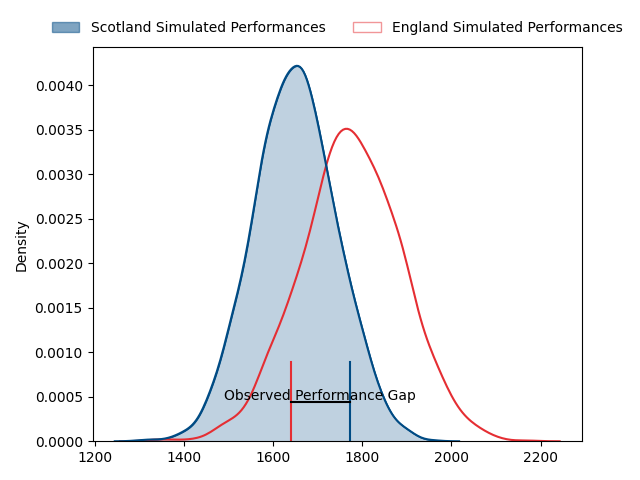 Scotland Simulated Performances
England Simulated Performances
0.0040
0.0035
0.0030
0.0025
0.0020
0.0015
0.0010
0.0005
0.0000
Density
Observed Performance Gap
1200 1400 1600 1800 2000 2200